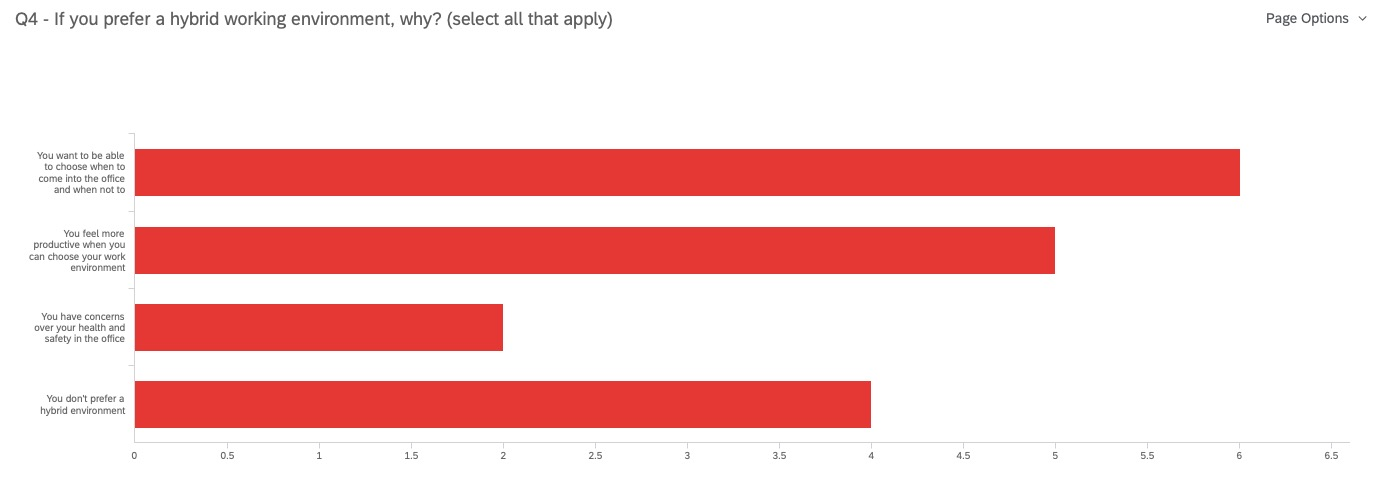 Q4 - If you prefer a hybrid working environment, why? (select all that apply)
Page Options
You want to be able
to choose when to
come into the office
and when not to
You feel more
productive when you
can choose your work
environment
You have concerns
over your health and
safety in the office
You don't prefer a
hybrid environment
0 0.5 1 1.5 2 2.5 3 3.5 4 4.5 5 5.5 6 6.5